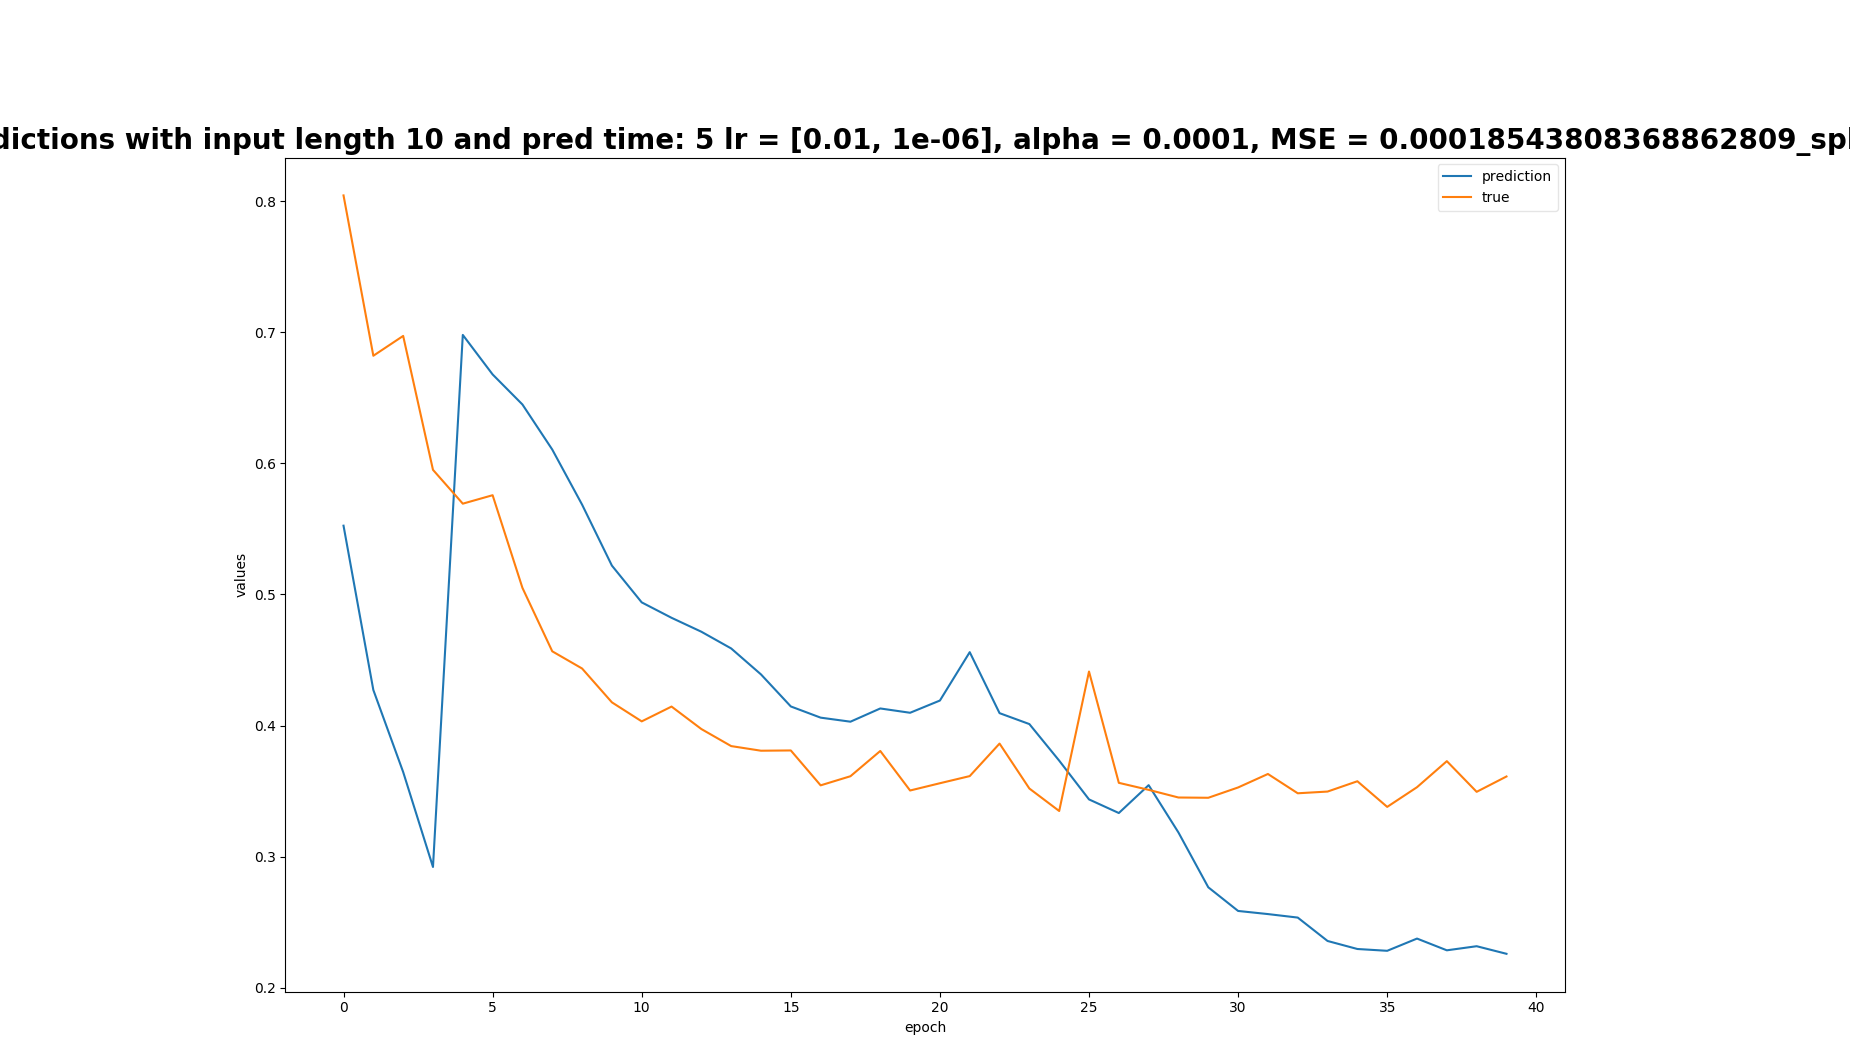 dictions with input length 10 and pred time: 5 lr = [0.01, 1e-06], alpha = 0.0001, MSE = 0.00018543808368862809_spl
prediction
true
0.8
0.7
0.6
0.5
0.4
0.3
0.2
values
0 5 10 15 20 25 30 35 40
epoch